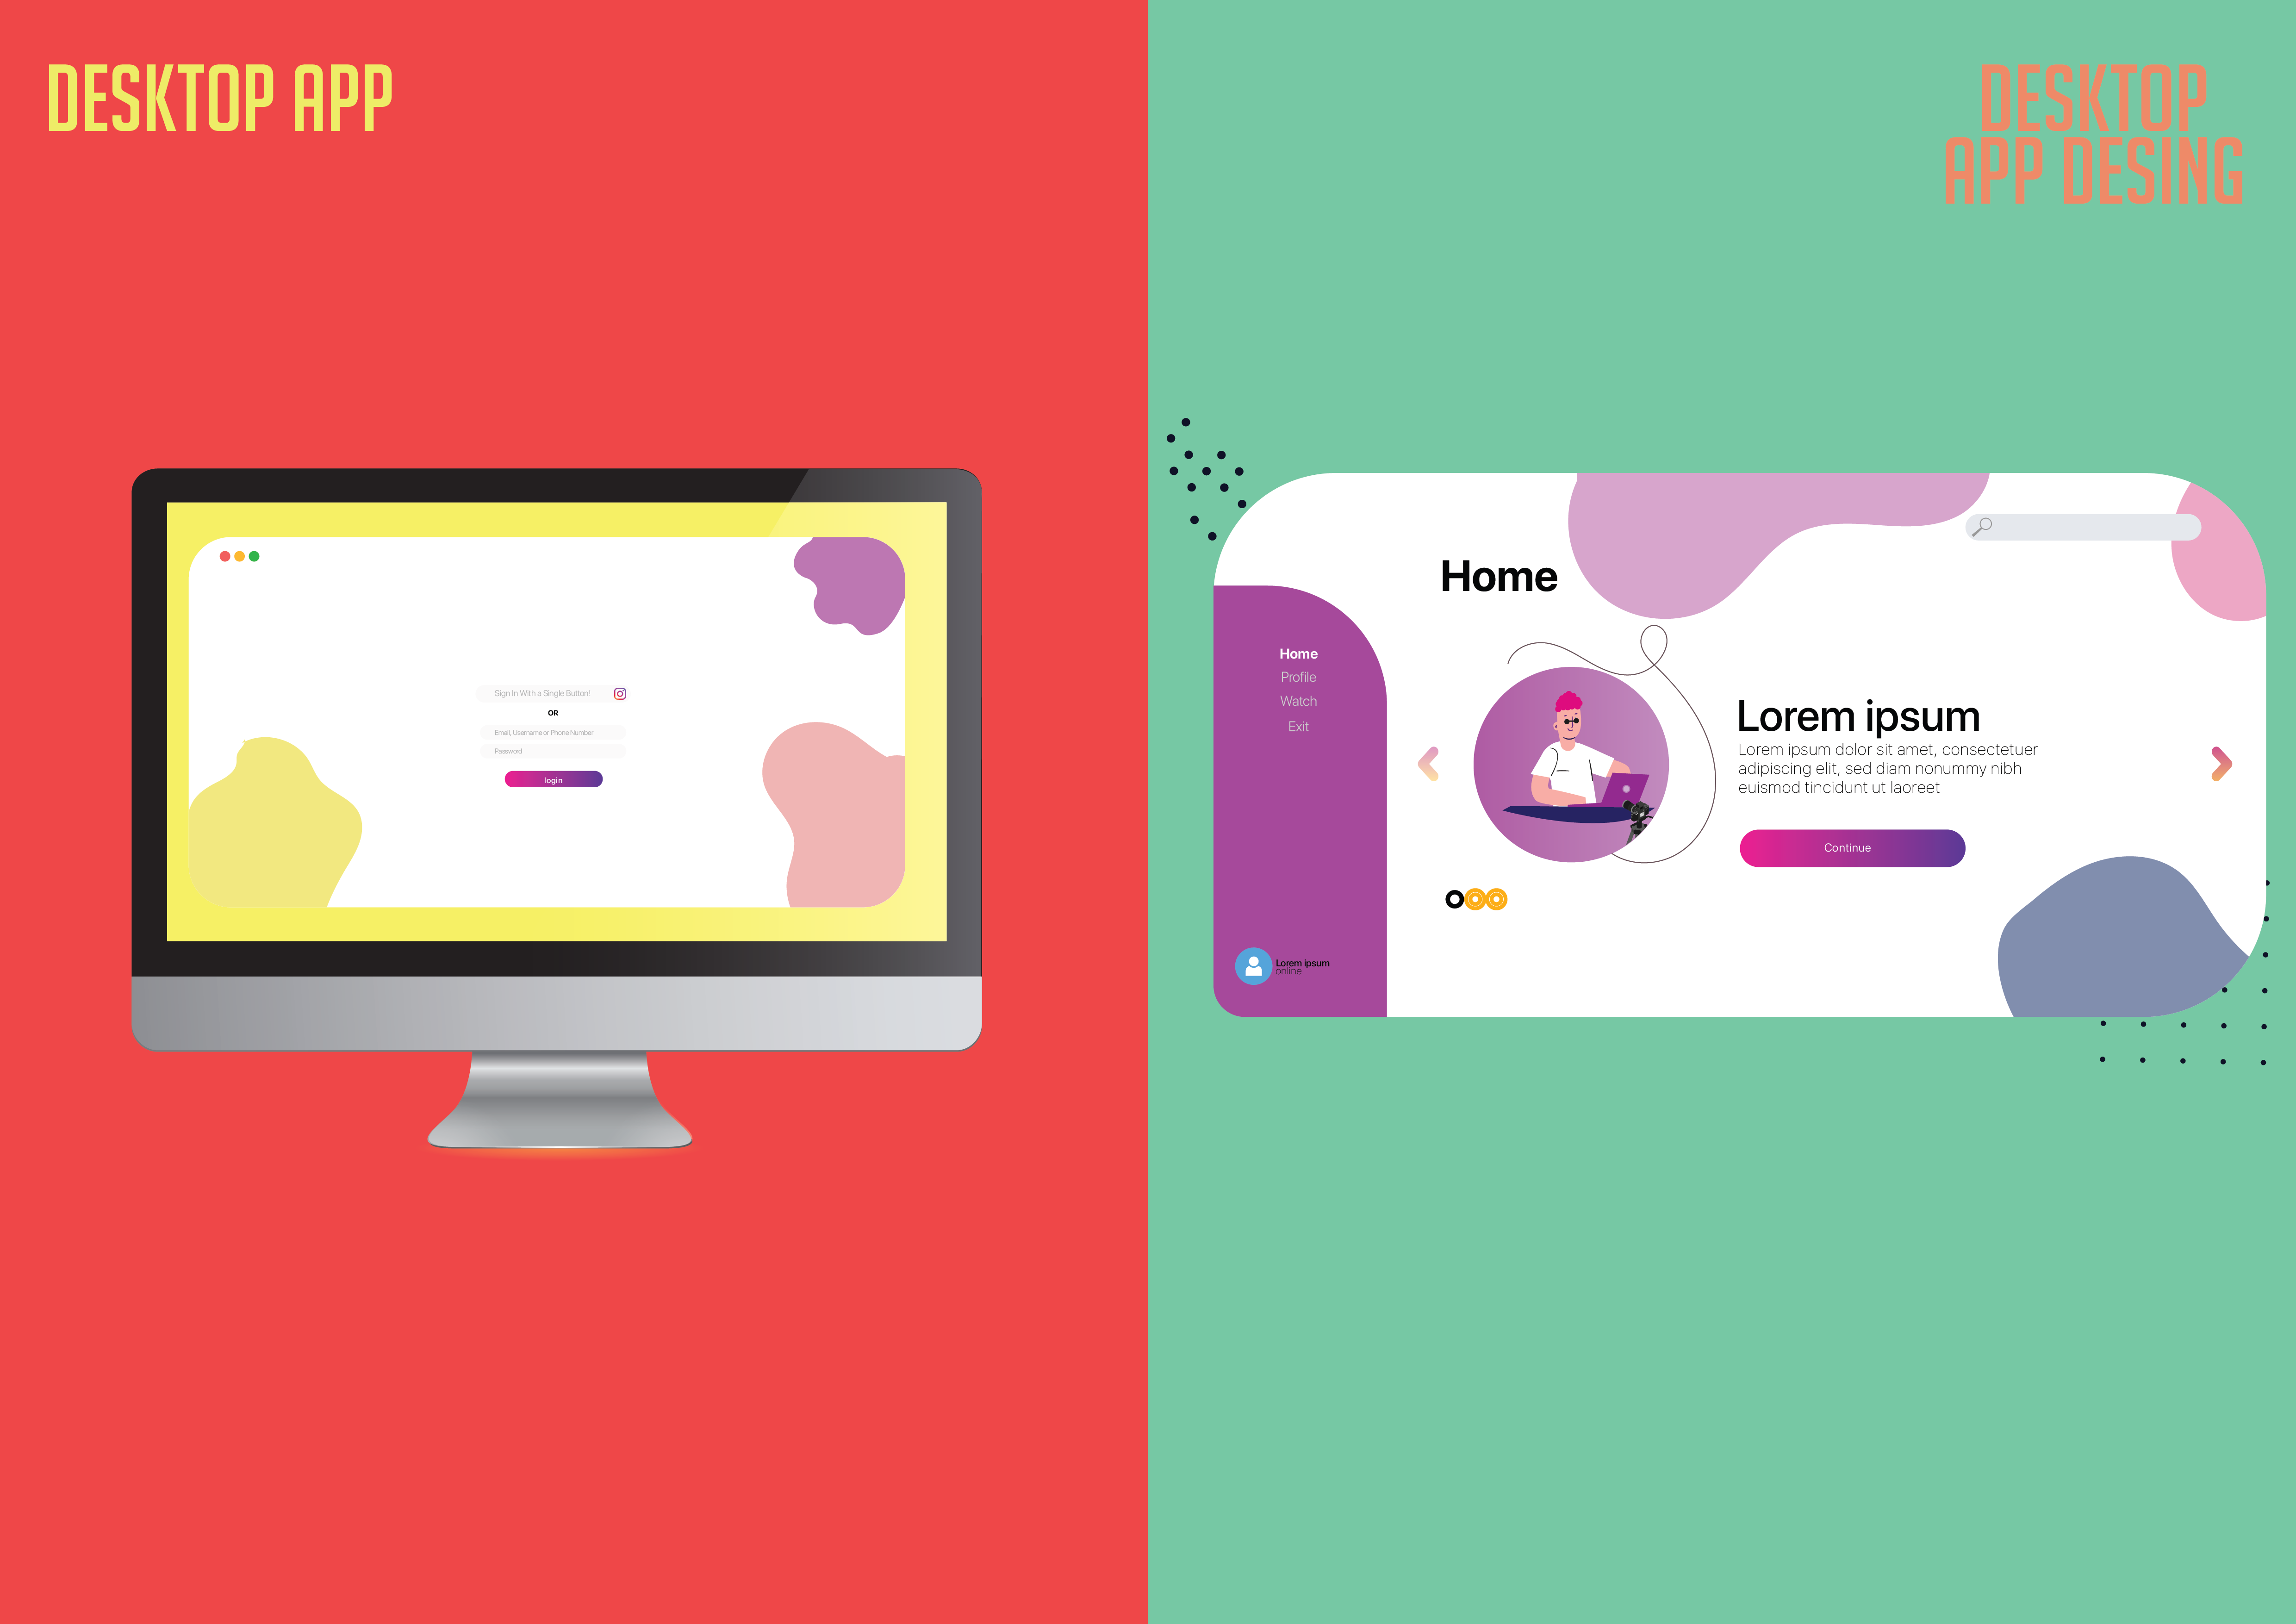 DESKTOP APP
Sign In With a Single Button!
OR
Email, Username or Phone Number
Password
login
DESKTOP
APP DESING
Home
Home
Profile
Watch
Exit
Lorem ipsum
Lorem ipsum dolor sit amet, consectetuer
adipiscing elit, sed diam nonummy nibh
euismod tincidunt ut laoreet
Continue
Lorem ipsum
online